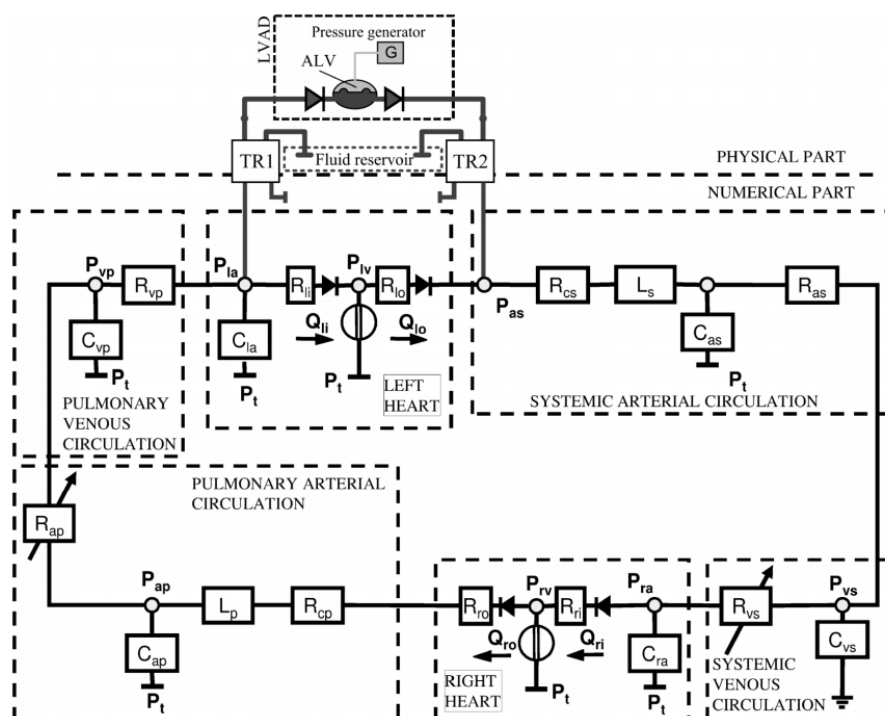 LVAD
Pressure generator
G
ALV
TR1
Fluid reservoir
TR2
PHYSICAL PART
NUMERICAL PART
Pvp
Rvp
Cvp
Pt
PULMONARY
VENOUS
CIRCULATION
Pla
Rli
Plv
Rlo
Cla
Qli
Qlo
Pt
Pt
LEFT
HEART
Pas
Rcs
Ls
Ras
Cas
Pt
SYSTEMIC ARTERIAL CIRCULATION
PULMONARY ARTERIAL
CIRCULATION
Rap
Pap
Lp
Rcp
Cap
Pt
Rro
Prv
Rri
Pra
Qro
Qri
Cra
Pt
Pt
RIGHT
HEART
Rvs
Pvs
Cvs
SYSTEMIC
VENOUS
CIRCULATION